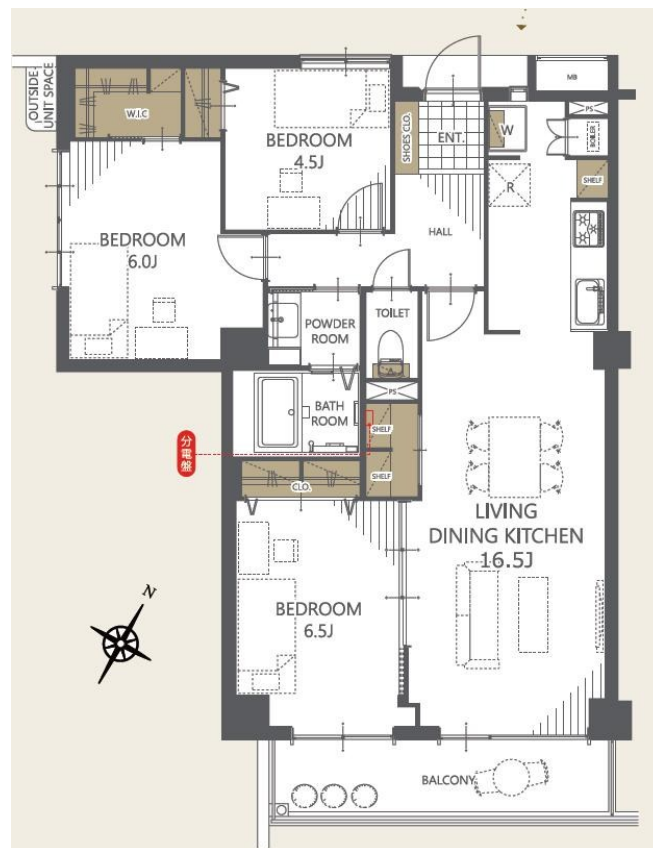 OUTSIDE-
UNIT SPACE
W.I.C
BEDROOM
4.5J
SHOES CLO.
ENT.
W
MB
PS
BOILER
SHELF
R
HALL
BEDROOM
6.0J
POWDER
ROOM
TOILET
PS
BATH
ROOM
SHELF
SHELF
分電盤
CLO.
LIVING
DINING KITCHEN
16.5J
BEDROOM
6.5J
N
BALCONY